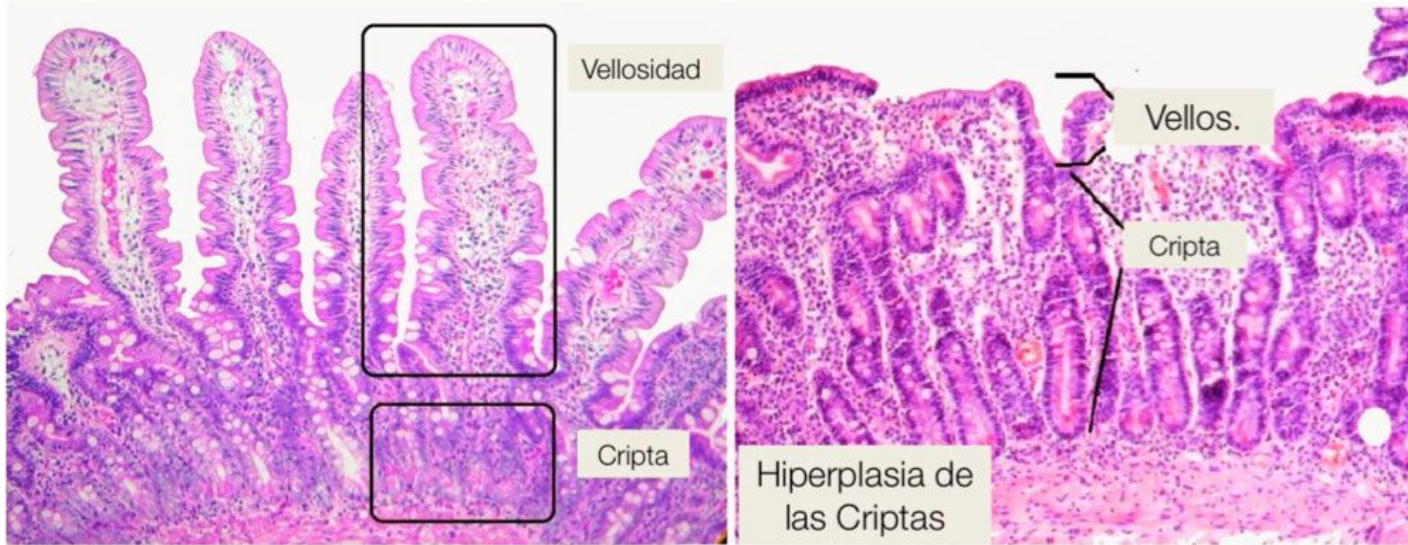 Vellosidad
Cripta
Vellos.
Cripta
Hiperplasia de
las Criptas